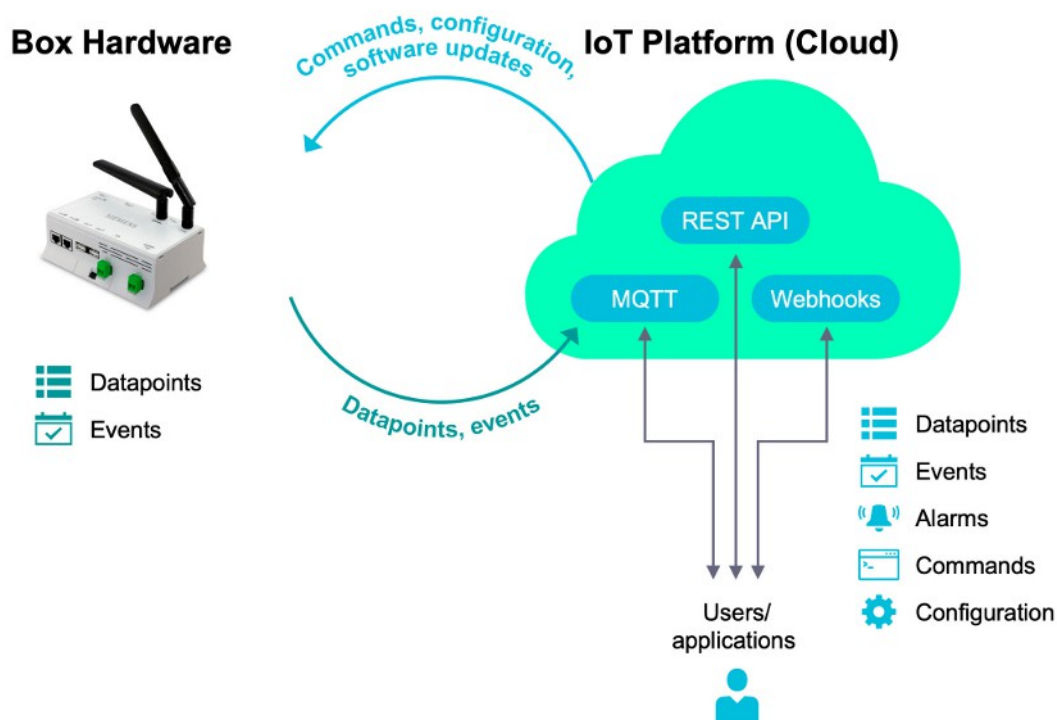 Box Hardware
Commands, configuration,
software updates
IoT Platform (Cloud)
SIEMENS
REST API
MQTT
Webhooks
Datapoints
Events
Datapoints, events
Datapoints
Events
Alarms
Commands
Configuration
Users/
applications